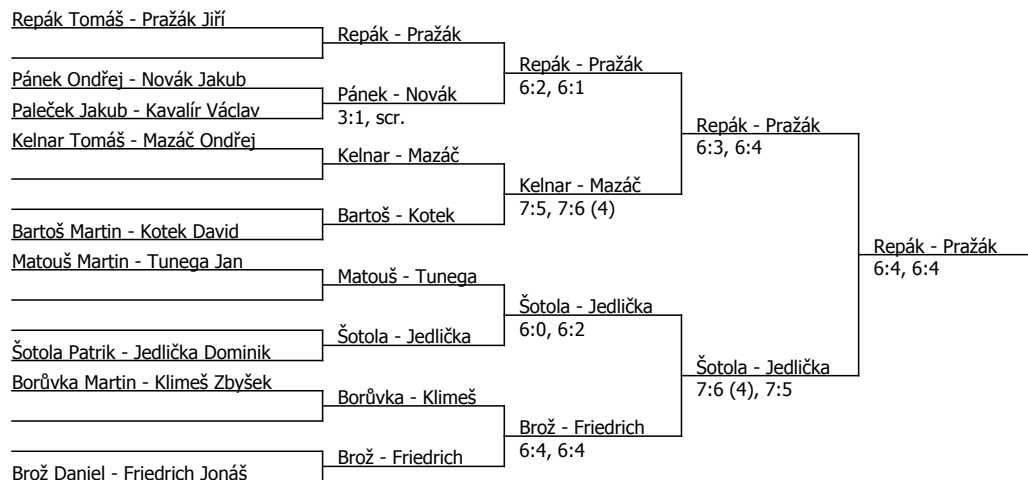 Repák Tomáš - Pražák Jiří
Repák - Pražák
Repák - Pražák
6:2, 6:1
Pánek Ondřej - Novák Jakub
Pánek - Novák
3:1, scr.
Paleček Jakub - Kavalír Václav
Repák - Pražák
6:3, 6:4
Kelnar Tomáš - Mazáč Ondřej
Kelnar - Mazáč
Kelnar - Mazáč
7:5, 7:6 (4)
Bartoš - Kotek
Bartoš Martin - Kotek David
Repák - Pražák
6:4, 6:4
Matouš Martin - Tunega Jan
Matouš - Tunega
Šotola - Jedlička
6:0, 6:2
Šotola - Jedlička
Šotola Patrik - Jedlička Dominik
Šotola - Jedlička
7:6 (4), 7:5
Borůvka Martin - Klimeš Zbyšek
Borůvka - Klimeš
Brož - Friedrich
6:4, 6:4
Brož - Friedrich
Brož Daniel - Friedrich Jonáš